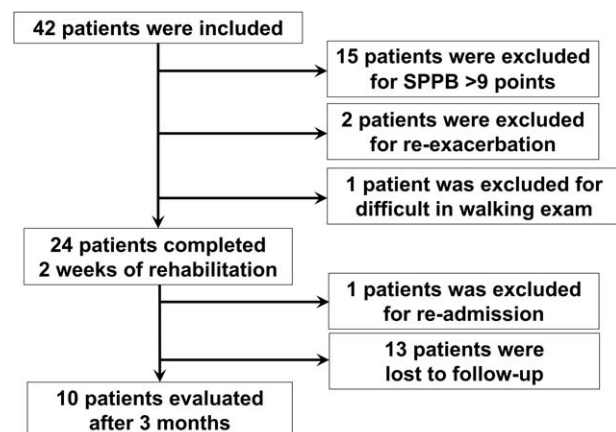 42 patients were included
15 patients were excluded
for SPPB >9 points
2 patients were excluded
for re-exacerbation
1 patient was excluded for
difficult in walking exam
24 patients completed
2 weeks of rehabilitation
1 patients was excluded
for re-admission
13 patients were
lost to follow-up
10 patients evaluated
after 3 months